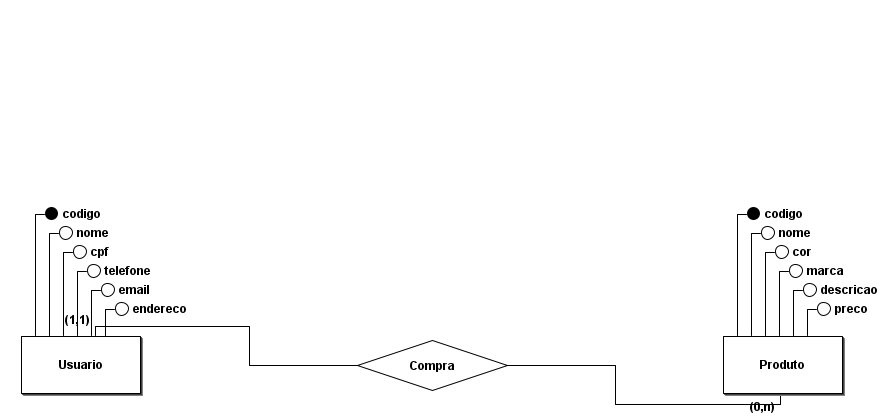 codigo
nome
cpf
telefone
email
endereco
(1,1)
Usuario
Compra
codigo
nome
cor
marca
descricao
preco
Produto
(0,n)